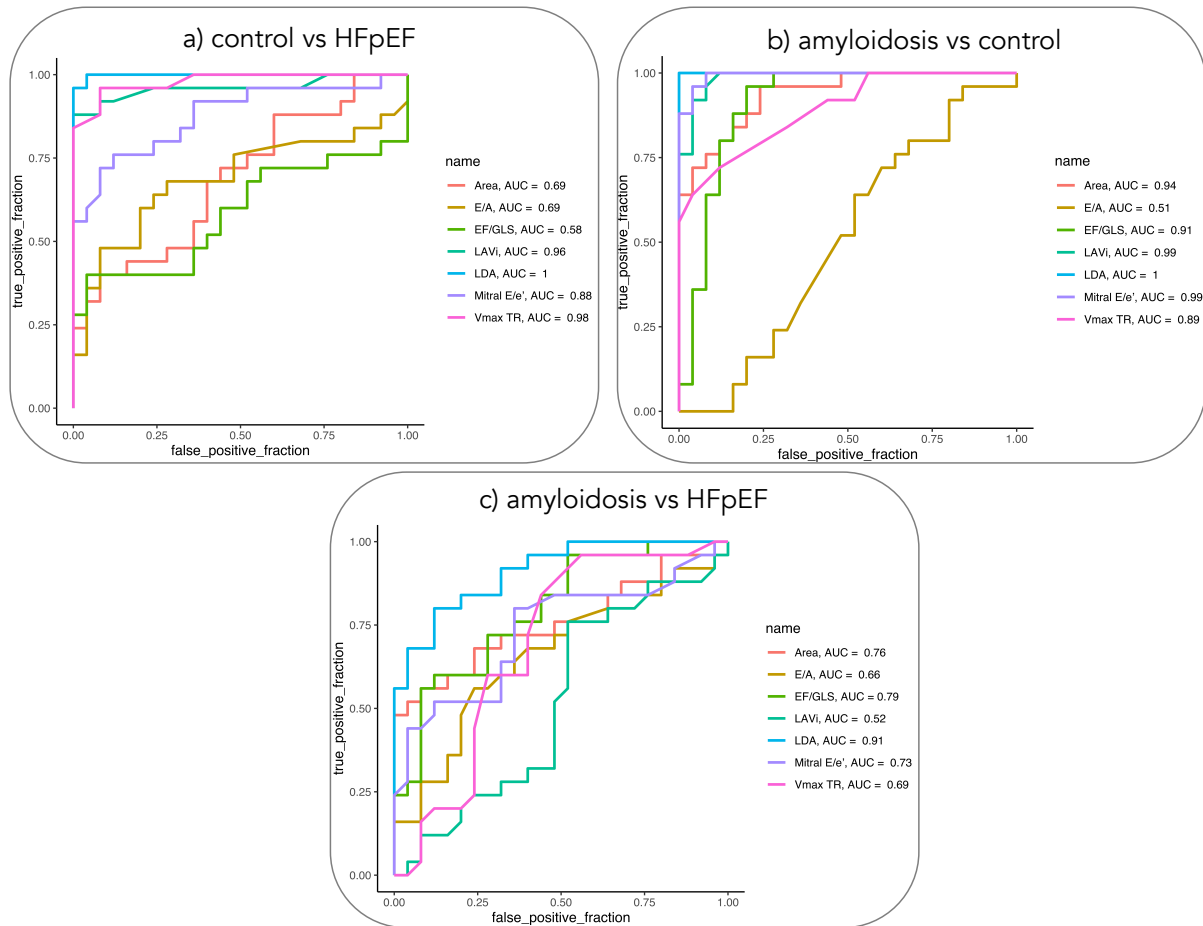 a) control vs HFpEF
1.00
0.75
0.50
0.25
0.00
true_positive_fraction
0.00 0.25 0.50 0.75 1.00
false_positive_fraction
name
Area, AUC = 0.69
E/A, AUC = 0.69
EF/GLS, AUC = 0.58
LAVi, AUC = 0.96
LDA, AUC = 1
Mitral E/e', AUC = 0.88
Vmax TR, AUC = 0.98
b) amyloidosis vs control
1.00
0.75
0.50
0.25
0.00
true_positive_fraction
0.00 0.25 0.50 0.75 1.00
false_positive_fraction
name
Area, AUC = 0.94
E/A, AUC = 0.51
EF/GLS, AUC = 0.91
LAVi, AUC = 0.99
LDA, AUC = 1
Mitral E/e', AUC = 0.99
Vmax TR, AUC = 0.89
c) amyloidosis vs HFpEF
1.00
0.75
0.50
0.25
0.00
true_positive_fraction
0.00 0.25 0.50 0.75 1.00
false_positive_fraction
name
Area, AUC = 0.76
E/A, AUC = 0.66
EF/GLS, AUC = 0.79
LAVi, AUC = 0.52
LDA, AUC = 0.91
Mitral E/e', AUC = 0.73
Vmax TR, AUC = 0.69